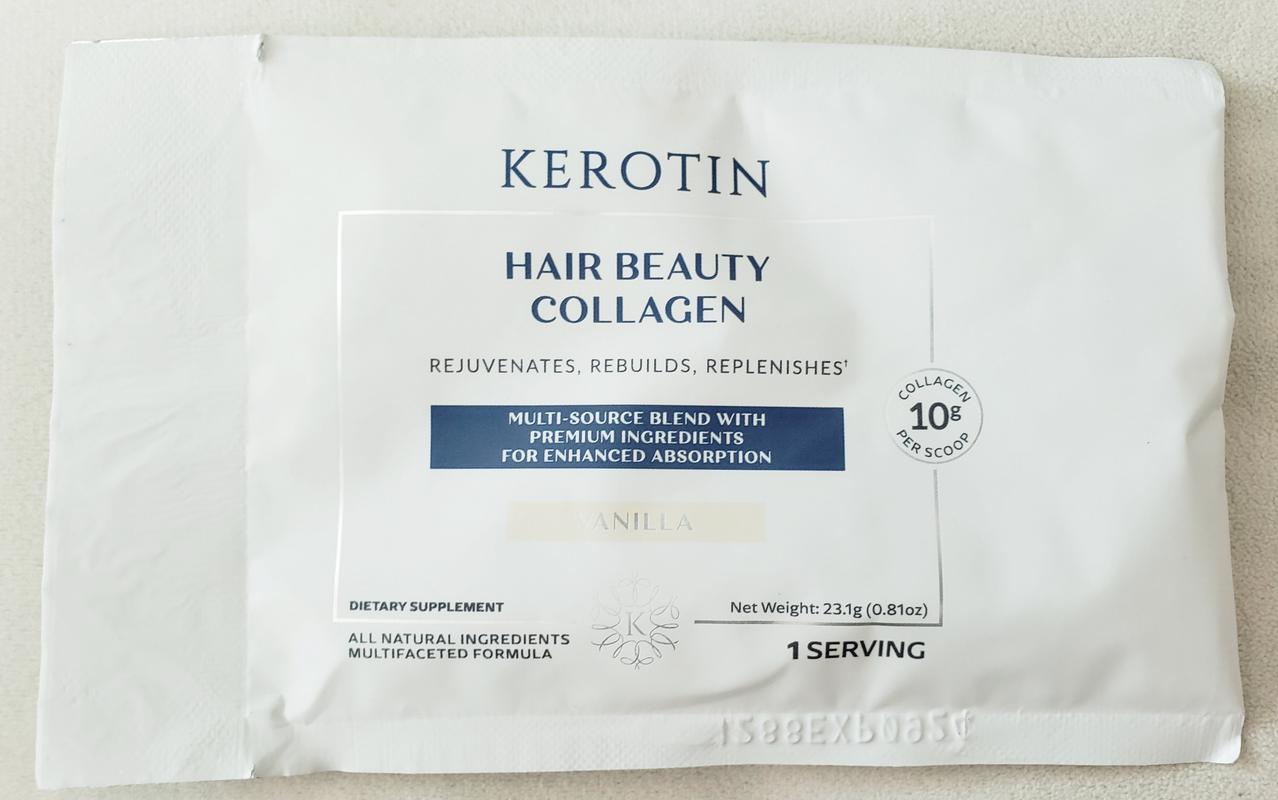 KEROTIN
HAIR BEAUTY
COLLAGEN
REJUVENATES, REBUILDS, REPLENISHES†
MULTI-SOURCE BLEND WITH
PREMIUM INGREDIENTS
FOR ENHANCED ABSORPTION
COLLAGEN
10g
PER SCOOP
VANILLA
DIETARY SUPPLEMENT
Net Weight: 23.1g (0.81oz)
K
ALL NATURAL INGREDIENTS
MULTIFACETED FORMULA
1 SERVING
1288EXP0924